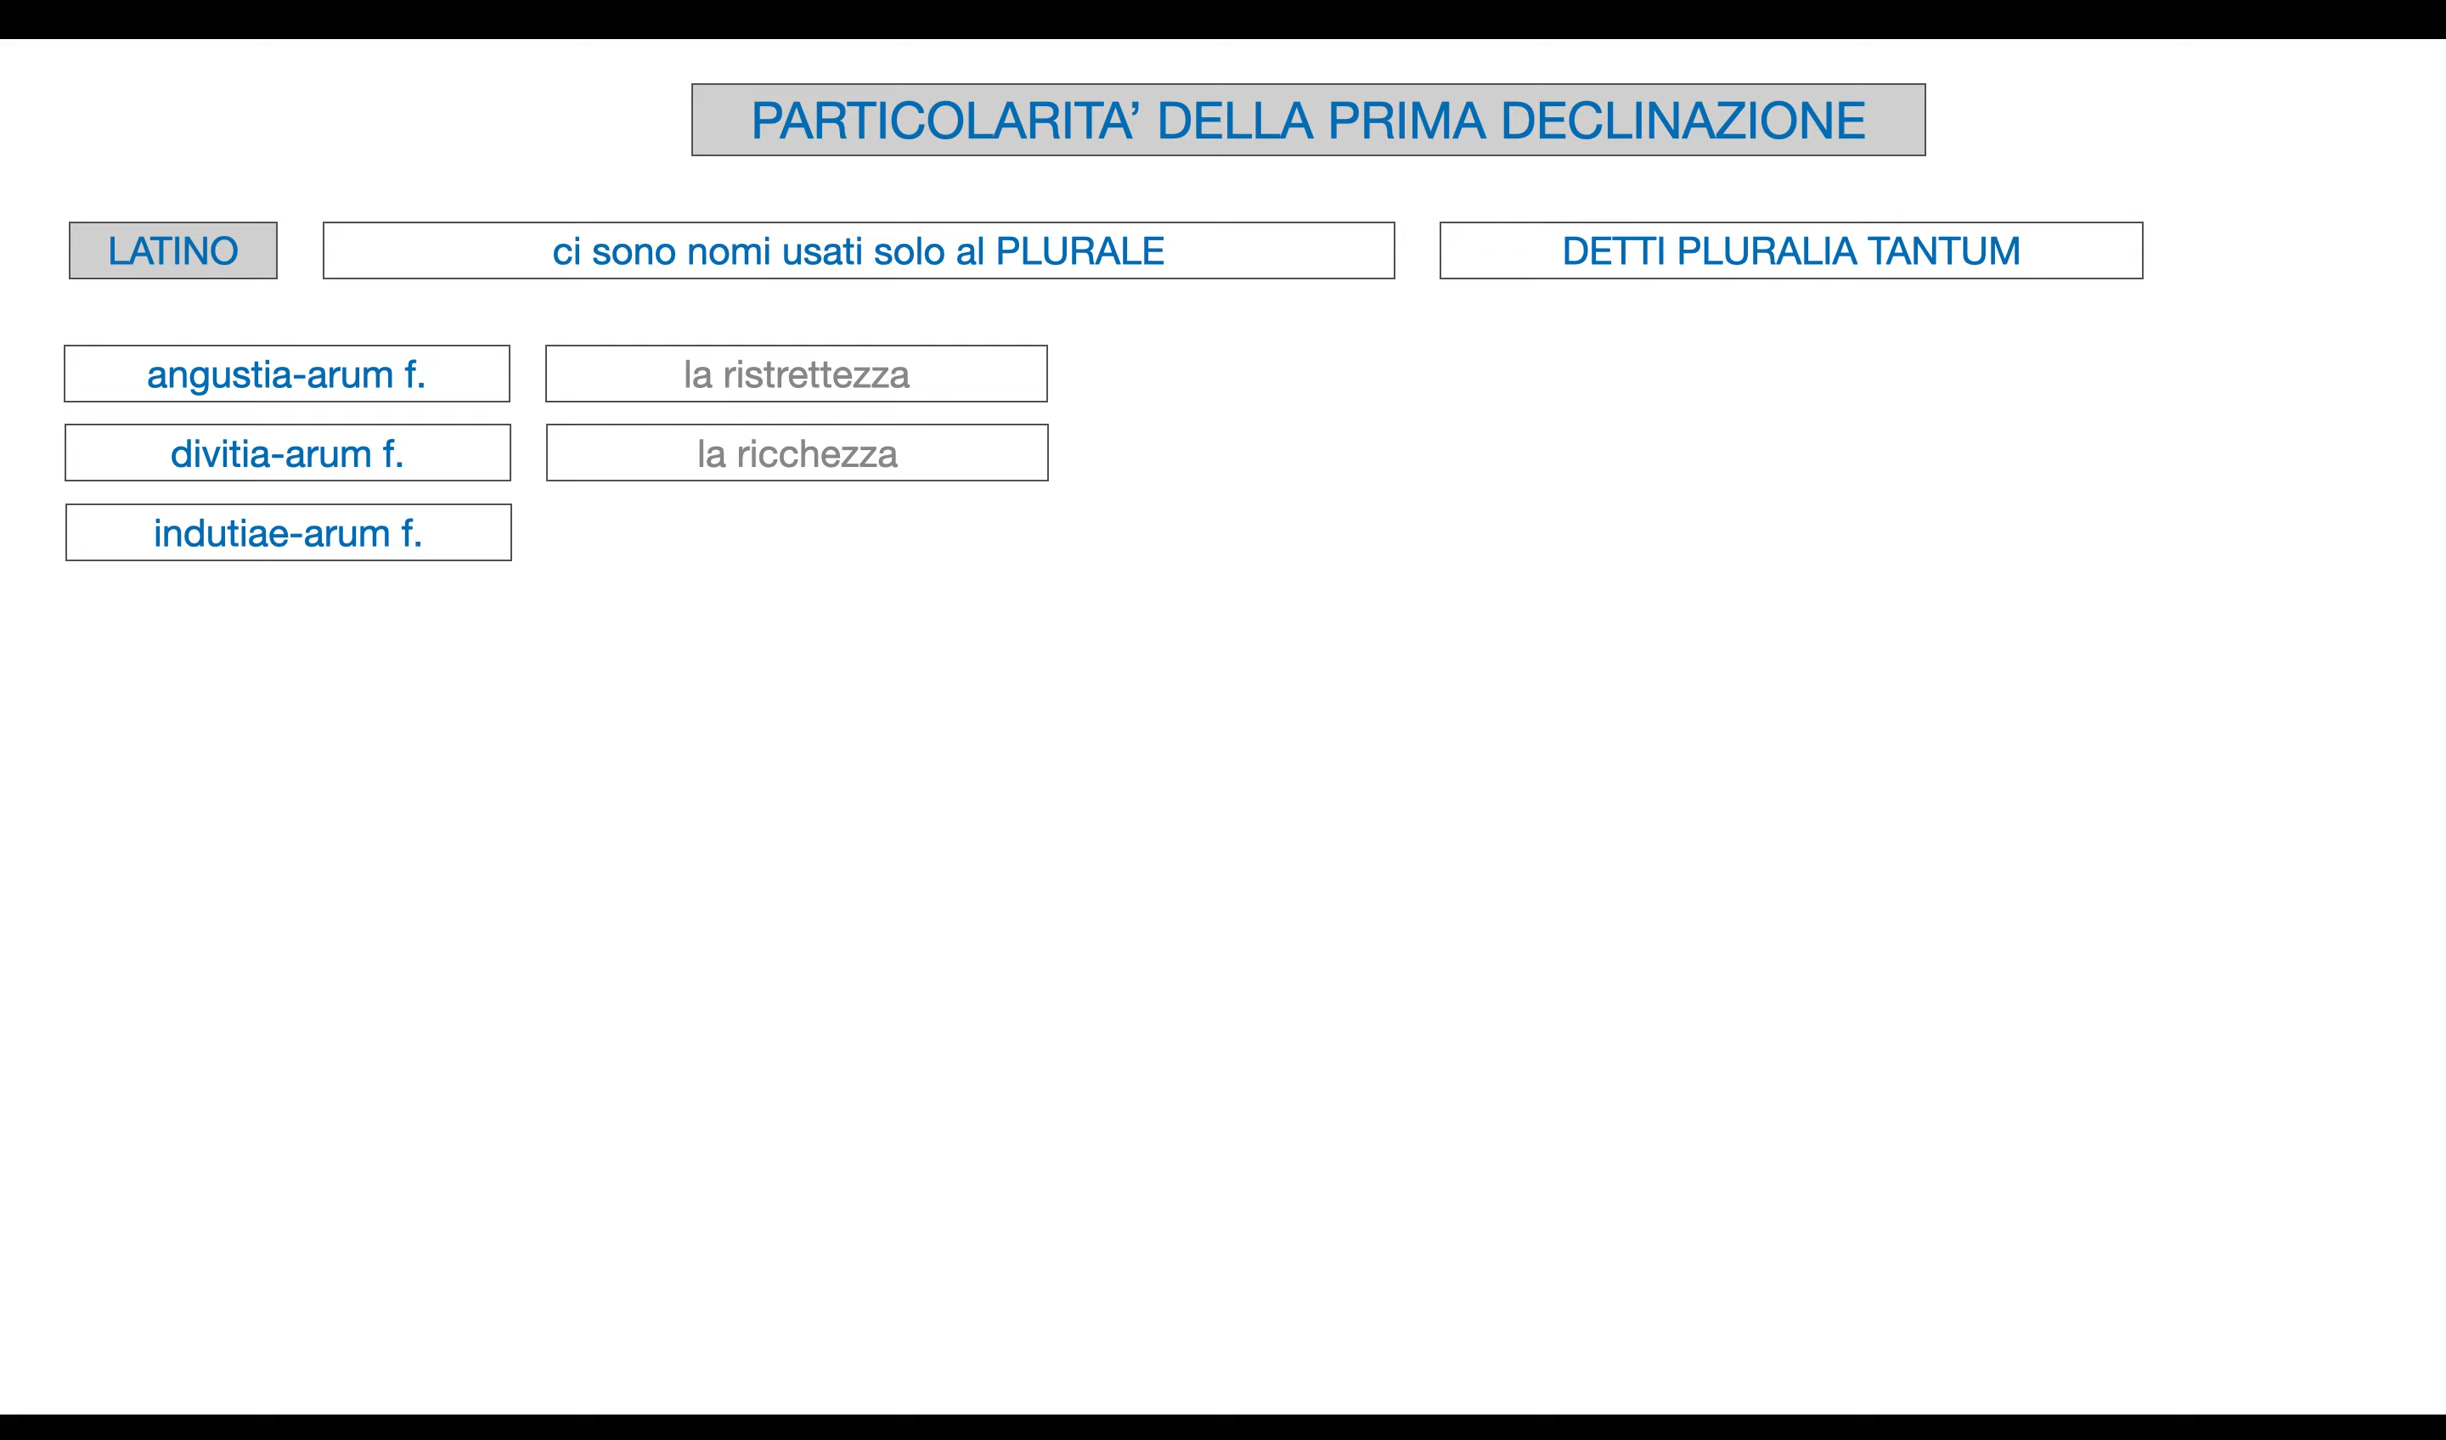 PARTICOLARITA’ DELLA PRIMA DECLINAZIONE
LATINO
ci sono nomi usati solo al PLURALE
DETTI PLURALIA TANTUM
angustia-arum f.
la ristrettezza
divitia-arum f.
la ricchezza
indutiae-arum f.